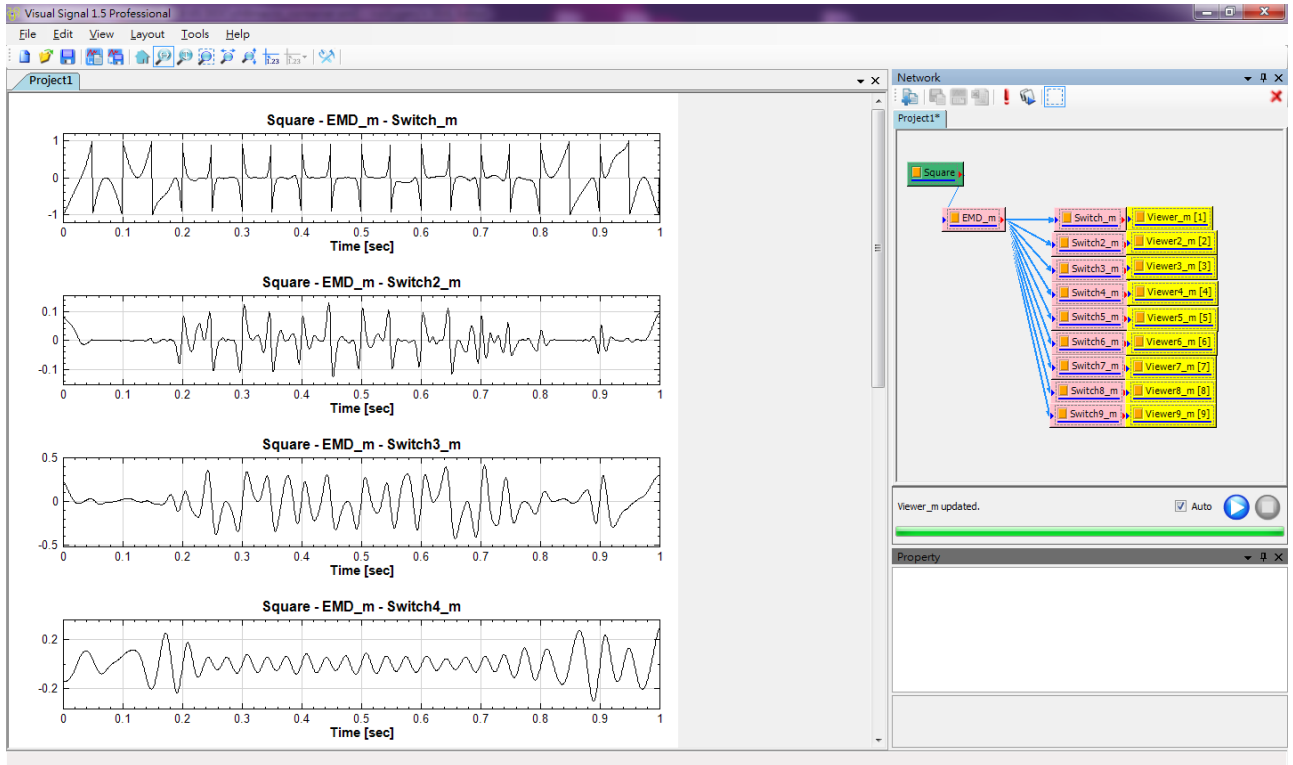 Visual Signal 1.5 Professional
File Edit View Layout Tools Help
Project1
Square - EMD_m - Switch_m
1
0
-1
0 0.1 0.2 0.3 0.4 0.5 0.6 0.7 0.8 0.9 1
Time [sec]
Square - EMD_m - Switch2_m
0.1
0
-0.1
0 0.1 0.2 0.3 0.4 0.5 0.6 0.7 0.8 0.9 1
Time [sec]
Square - EMD_m - Switch3_m
0.5
0
-0.5
0 0.1 0.2 0.3 0.4 0.5 0.6 0.7 0.8 0.9 1
Time [sec]
Square - EMD_m - Switch4_m
0.2
-0.2
0 0.1 0.2 0.3 0.4 0.5 0.6 0.7 0.8 0.9 1
Time [sec]
Network
Project1*
Square
EMD_m Switch_m Viewer_m [1]
Switch2_m Viewer2_m [2]
Switch3_m Viewer3_m [3]
Switch4_m Viewer4_m [4]
Switch5_m Viewer5_m [5]
Switch6_m Viewer6_m [6]
Switch7_m Viewer7_m [7]
Switch8_m Viewer8_m [8]
Switch9_m Viewer9_m [9]
Viewer_m updated. Auto
Property